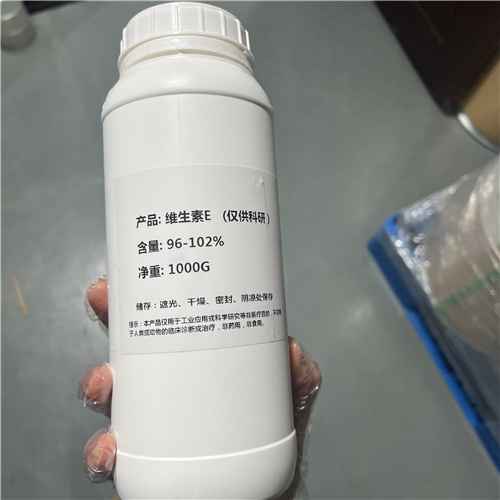 产品: 维生素E （仅供科研）
含量: 96-102%
净重: 1000G
储存：遮光、干燥、密封、阴凉处保存
提示：本产品仅用于工业应用或科学研究等非医疗目的，不可用
于人类或动物的临床诊断或治疗，非药用，非食用。